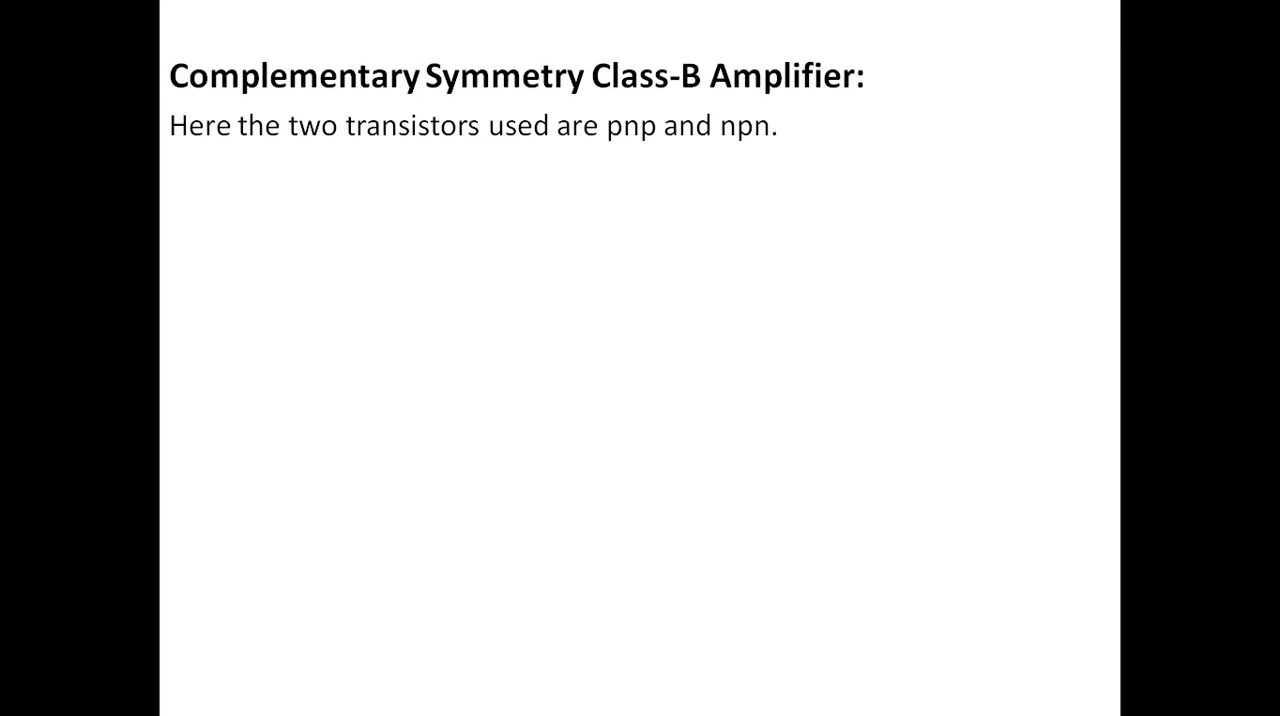 Complementary Symmetry Class-B Amplifier:
Here the two transistors used are pnp and npn.